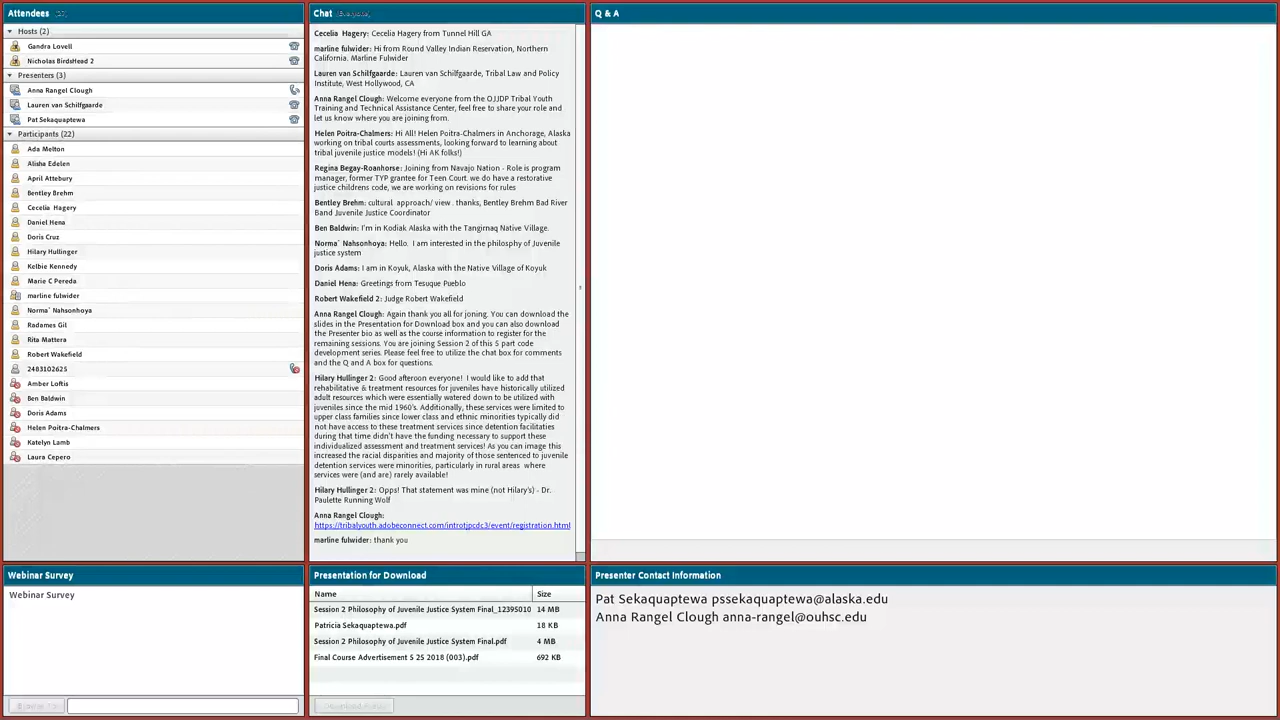 Attendees
Hosts (2)
Gandra Lovell
Nicholas BirdsHead 2
Presenters (3)
Anna Rangel Clough
Lauren van Schilfgaarde
Pat Sekaquaptewa
Participants (22)
Ada Melton
Alisha Edelen
April Attebury
Bentley Brehm
Cecelia Hagery
Daniel Hena
Doris Cruz
Hilary Hullinger
Kelbie Kennedy
Marie C Pereda
marline fulwider
Norma` Nahsonhoya
Radames Gil
Rita Mattera
Robert Wakefield
2483102625
Amber Loftis
Ben Baldwin
Doris Adams
Helen Poitra-Chalmers
Katelyn Lamb
Laura Cepero
Chat (Everyone)
Cecelia Hagery: Cecelia Hagery from Tunnel Hill GA
marline fulwider: Hi from Round Valley Indian Reservation, Northern
California. Marline Fulwider
Lauren van Schilfgaarde: Lauren van Schilfgaarde, Tribal Law and Policy
Institute, West Hollywood, CA
Anna Rangel Clough: Welcome everyone from the OJJDP Tribal Youth
Training and Technical Assistance Center, feel free to share your role and
let us know where you are joining from.
Helen Poitra-Chalmers: Hi All! Helen Poitra-Chalmers in Anchorage, Alaska
working on tribal courts assessments, looking forward to learning about
tribal juvenile justice models! (Hi AK folks!)
Regina Begay-Roanhorse: Joining from Navajo Nation - Role is program
manager, former TYP grantee for Teen Court. we do have a restorative
justice childrens code, we are working on revisions for rules
Bentley Brehm: cultural approach/ view . thanks, Bentley Brehm Bad River
Band Juvenile Justice Coordinator
Ben Baldwin: I'm in Kodiak Alaska with the Tangirnaq Native Village.
Norma` Nahsonhoya: Hello. I am interested in the philosphy of Juvenile
justice system
Doris Adams: I am in Koyuk, Alaska with the Native Village of Koyuk
Daniel Hena: Greetings from Tesuque Pueblo
Robert Wakefield 2: Judge Robert Wakefield
Anna Rangel Clough: Again thank you all for joning. You can download the
slides in the Presentation for Download box and you can also download
the Presenter bio as well as the course information to register for the
remaining sessions. You are joining Session 2 of this 5 part code
development series. Please feel free to utilize the chat box for comments
and the Q and A box for questions.
Hilary Hullinger 2: Good afteroon everyone! I would like to add that
rehabilitative & treatment resources for juveniles have historically utilized
adult resources which were essentially watered down to be utilized with
juveniles since the mid 1960's. Additionally, these services were limited to
upper class families since lower class and ethnic minorities typically did
not have access to these treatment services since detention facilitaties
during that time didn't have the funding necessary to support these
individualized assessment and treatment services! As you can image this
increased the racial disparties and majority of those sentenced to juvenile
detention services were minorities, particularly in rural areas where
services were (and are) rarely available!
Hilary Hullinger 2: Opps! That statement was mine (not Hilary's) - Dr.
Paulette Running Wolf
Anna Rangel Clough:
https://tribalyouth.adobeconnect.com/introtjpcdc3/event/registration.html
marline fulwider: thank you
Q & A
Webinar Survey
Webinar Survey
Presentation for Download
Name Size
Session 2 Philosophy of Juvenile Justice System Final_12395010 14 MB
Patricia Sekaquaptewa.pdf 18 KB
Session 2 Philosophy of Juvenile Justice System Final.pdf 4 MB
Final Course Advertisement S 25 2018 (003).pdf 692 KB
Presenter Contact Information
Pat Sekaquaptewa pssekaquaptewa@alaska.edu
Anna Rangel Clough anna-rangel@ouhsc.edu